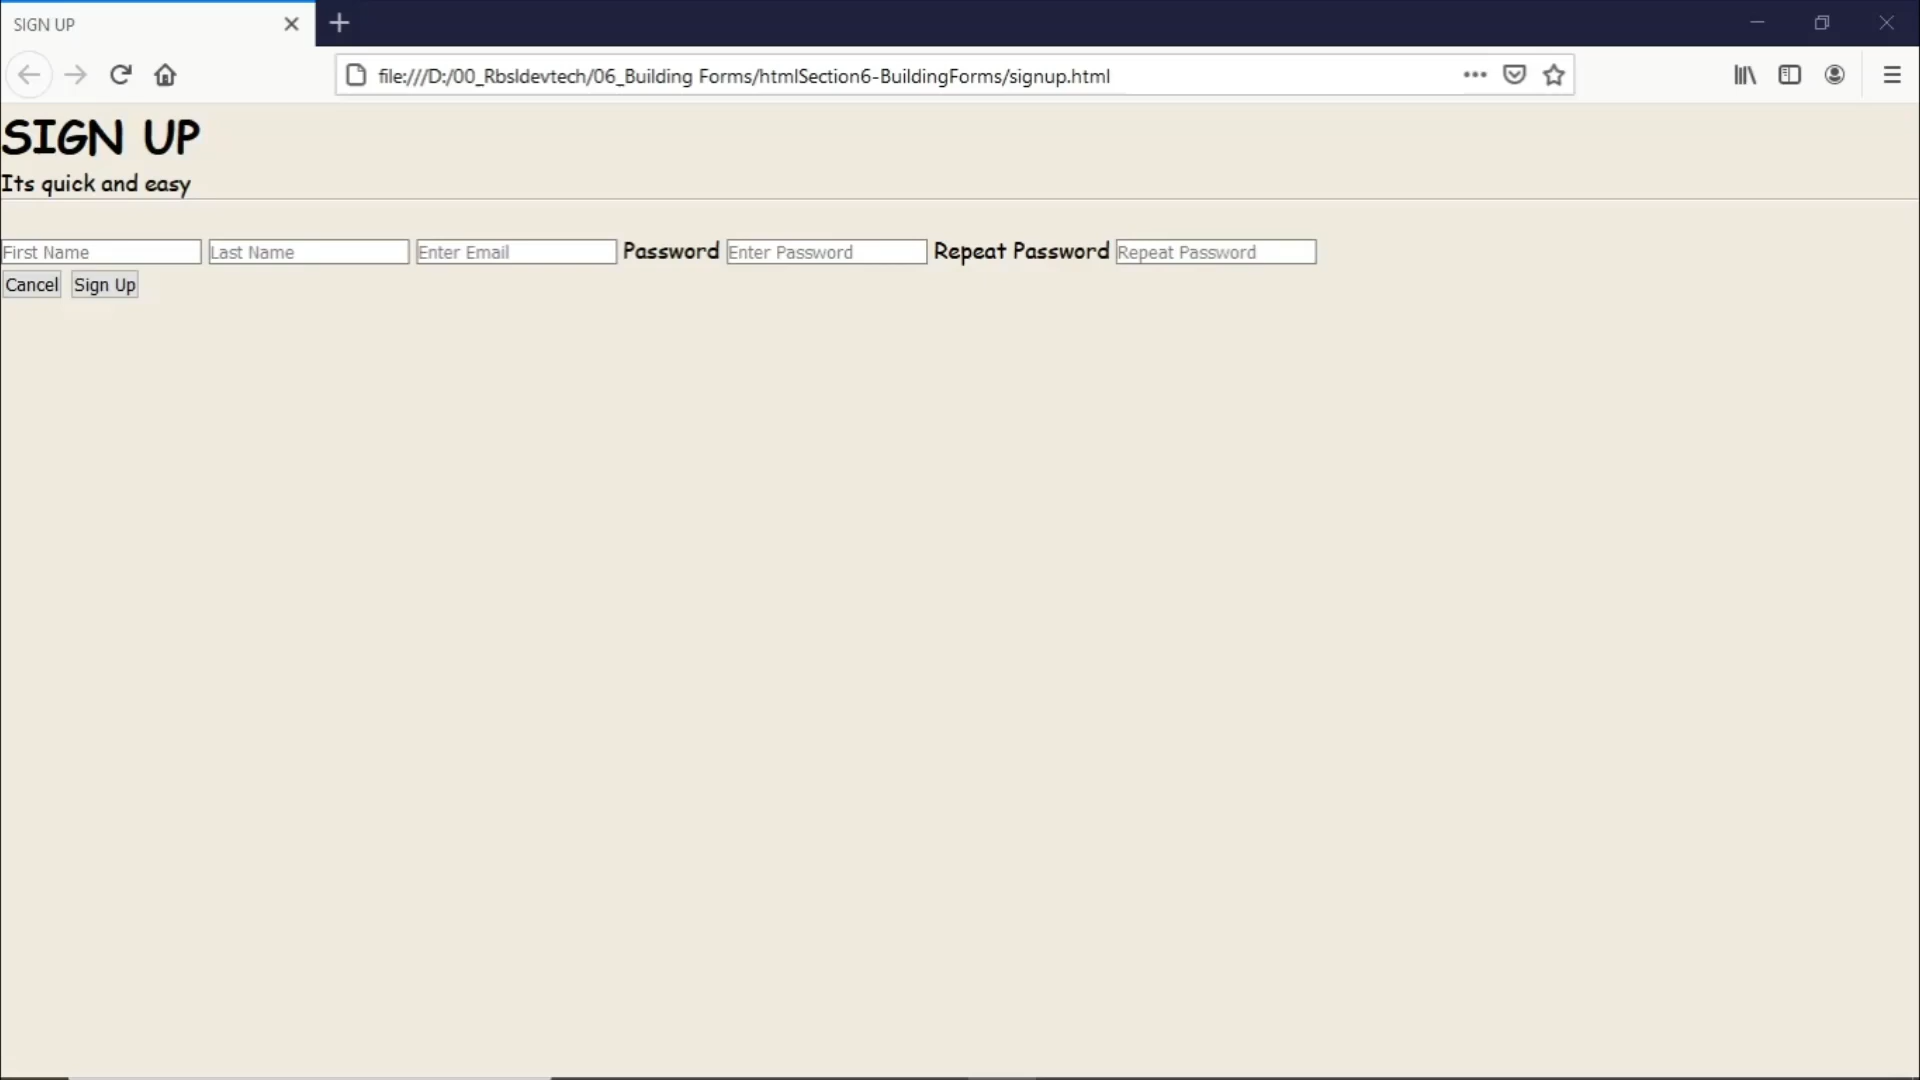 SIGN UP
file:///D:/00_Rbsldevtech/06_Building Forms/htmlSection6-BuildingForms/signup.html
SIGN UP
Its quick and easy
First Name Last Name Enter Email Password Enter Password Repeat Password Repeat Password
Cancel Sign Up